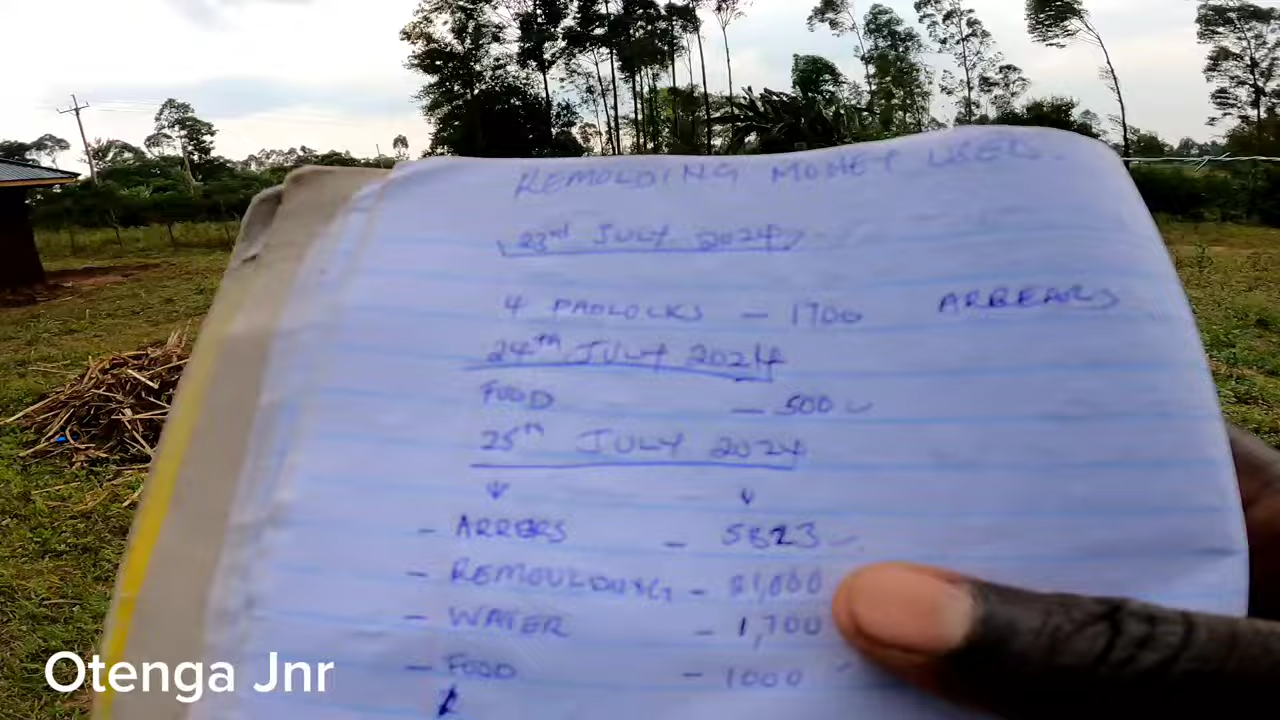 REMOLDING MONEY USED.
23rd JULY 2024
4 PADLOCKS - 1700 ARREARS
24TH JULY 2024
FOOD - 500
25TH JULY 2024
- ARRERS - 5823
- REMOULDING - 21,000
- WATER - 1,700
- FOOD - 1000
Otenga Jnr